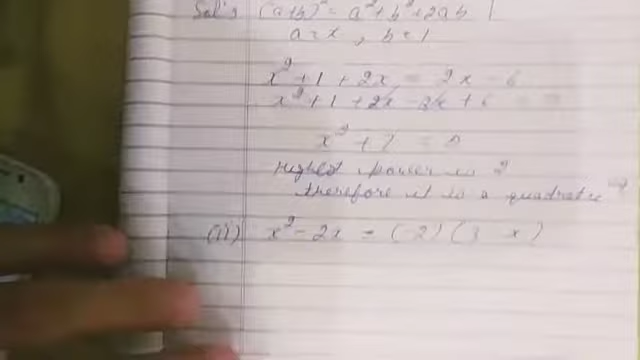 Sol'n (a+b)² = a²+b²+2ab
a=x, b=1
x²+1+2x = 2x-6
x²+1+2x-2x+6
x²+7 = 0
Highest power is 2
therefore it is a quadratic
(ii) x²-2x = (-2)(3-x)